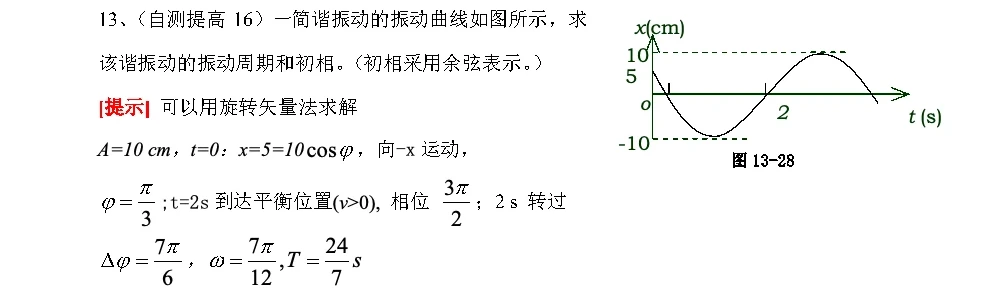 13、（自测提高 16）一简谐振动的振动曲线如图所示，求
该谐振动的振动周期和初相。（初相采用余弦表示。）
[提示] 可以用旋转矢量法求解
A=10 cm，t=0：x=5=10cosφ，向-x 运动，
φ=π/3 ;t=2s 到达平衡位置(v>0), 相位 3π/2；2 s 转过
Δφ=7π/6，ω=7π/12,T=24/7 s
x(cm)
10
5
o
2
t (s)
-10
图 13-28